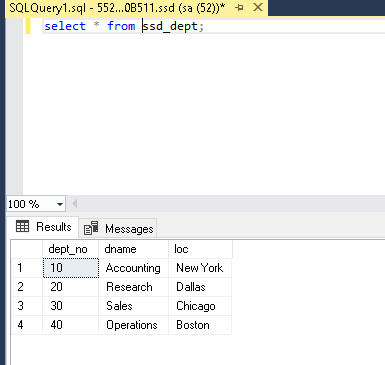 SQLQuery1.sql - 552...0B511.ssd (sa (52))*
select * from ssd_dept;
100 %
Results Messages
dept_no dname loc
1 10 Accounting New York
2 20 Research Dallas
3 30 Sales Chicago
4 40 Operations Boston